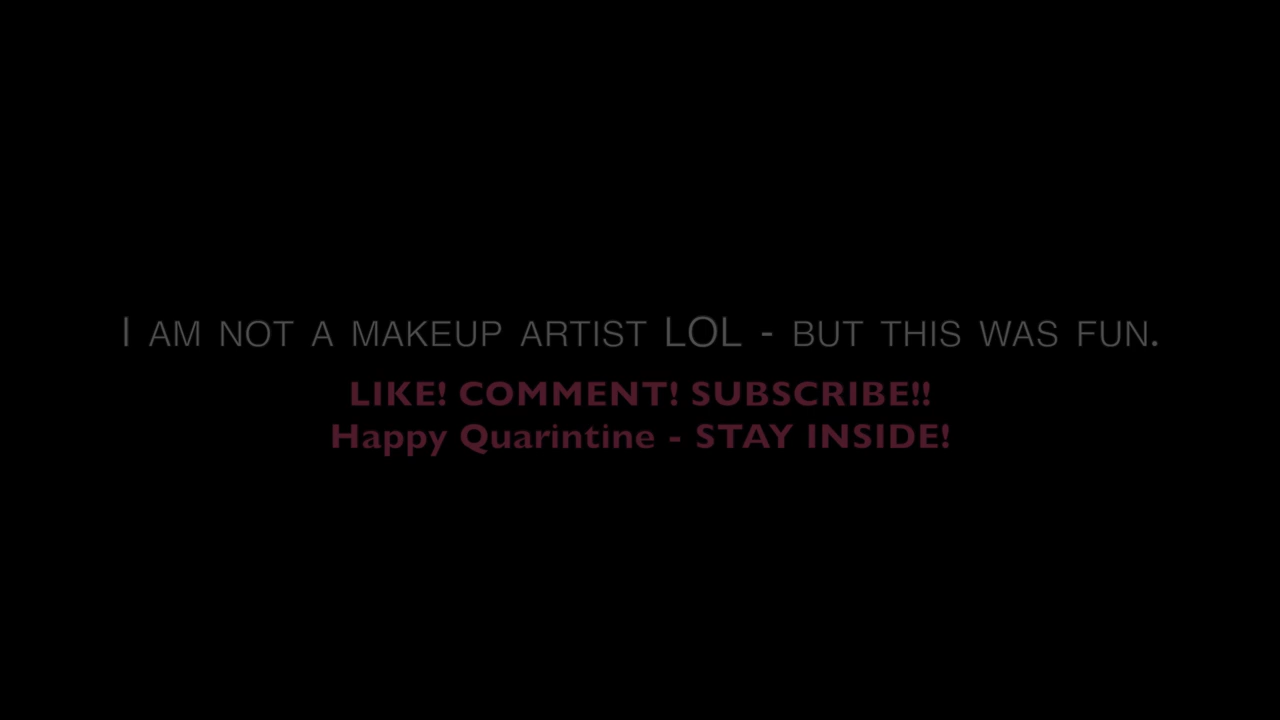 I AM NOT A MAKEUP ARTIST LOL - BUT THIS WAS FUN.
LIKE! COMMENT! SUBSCRIBE!!
Happy Quarintine - STAY INSIDE!